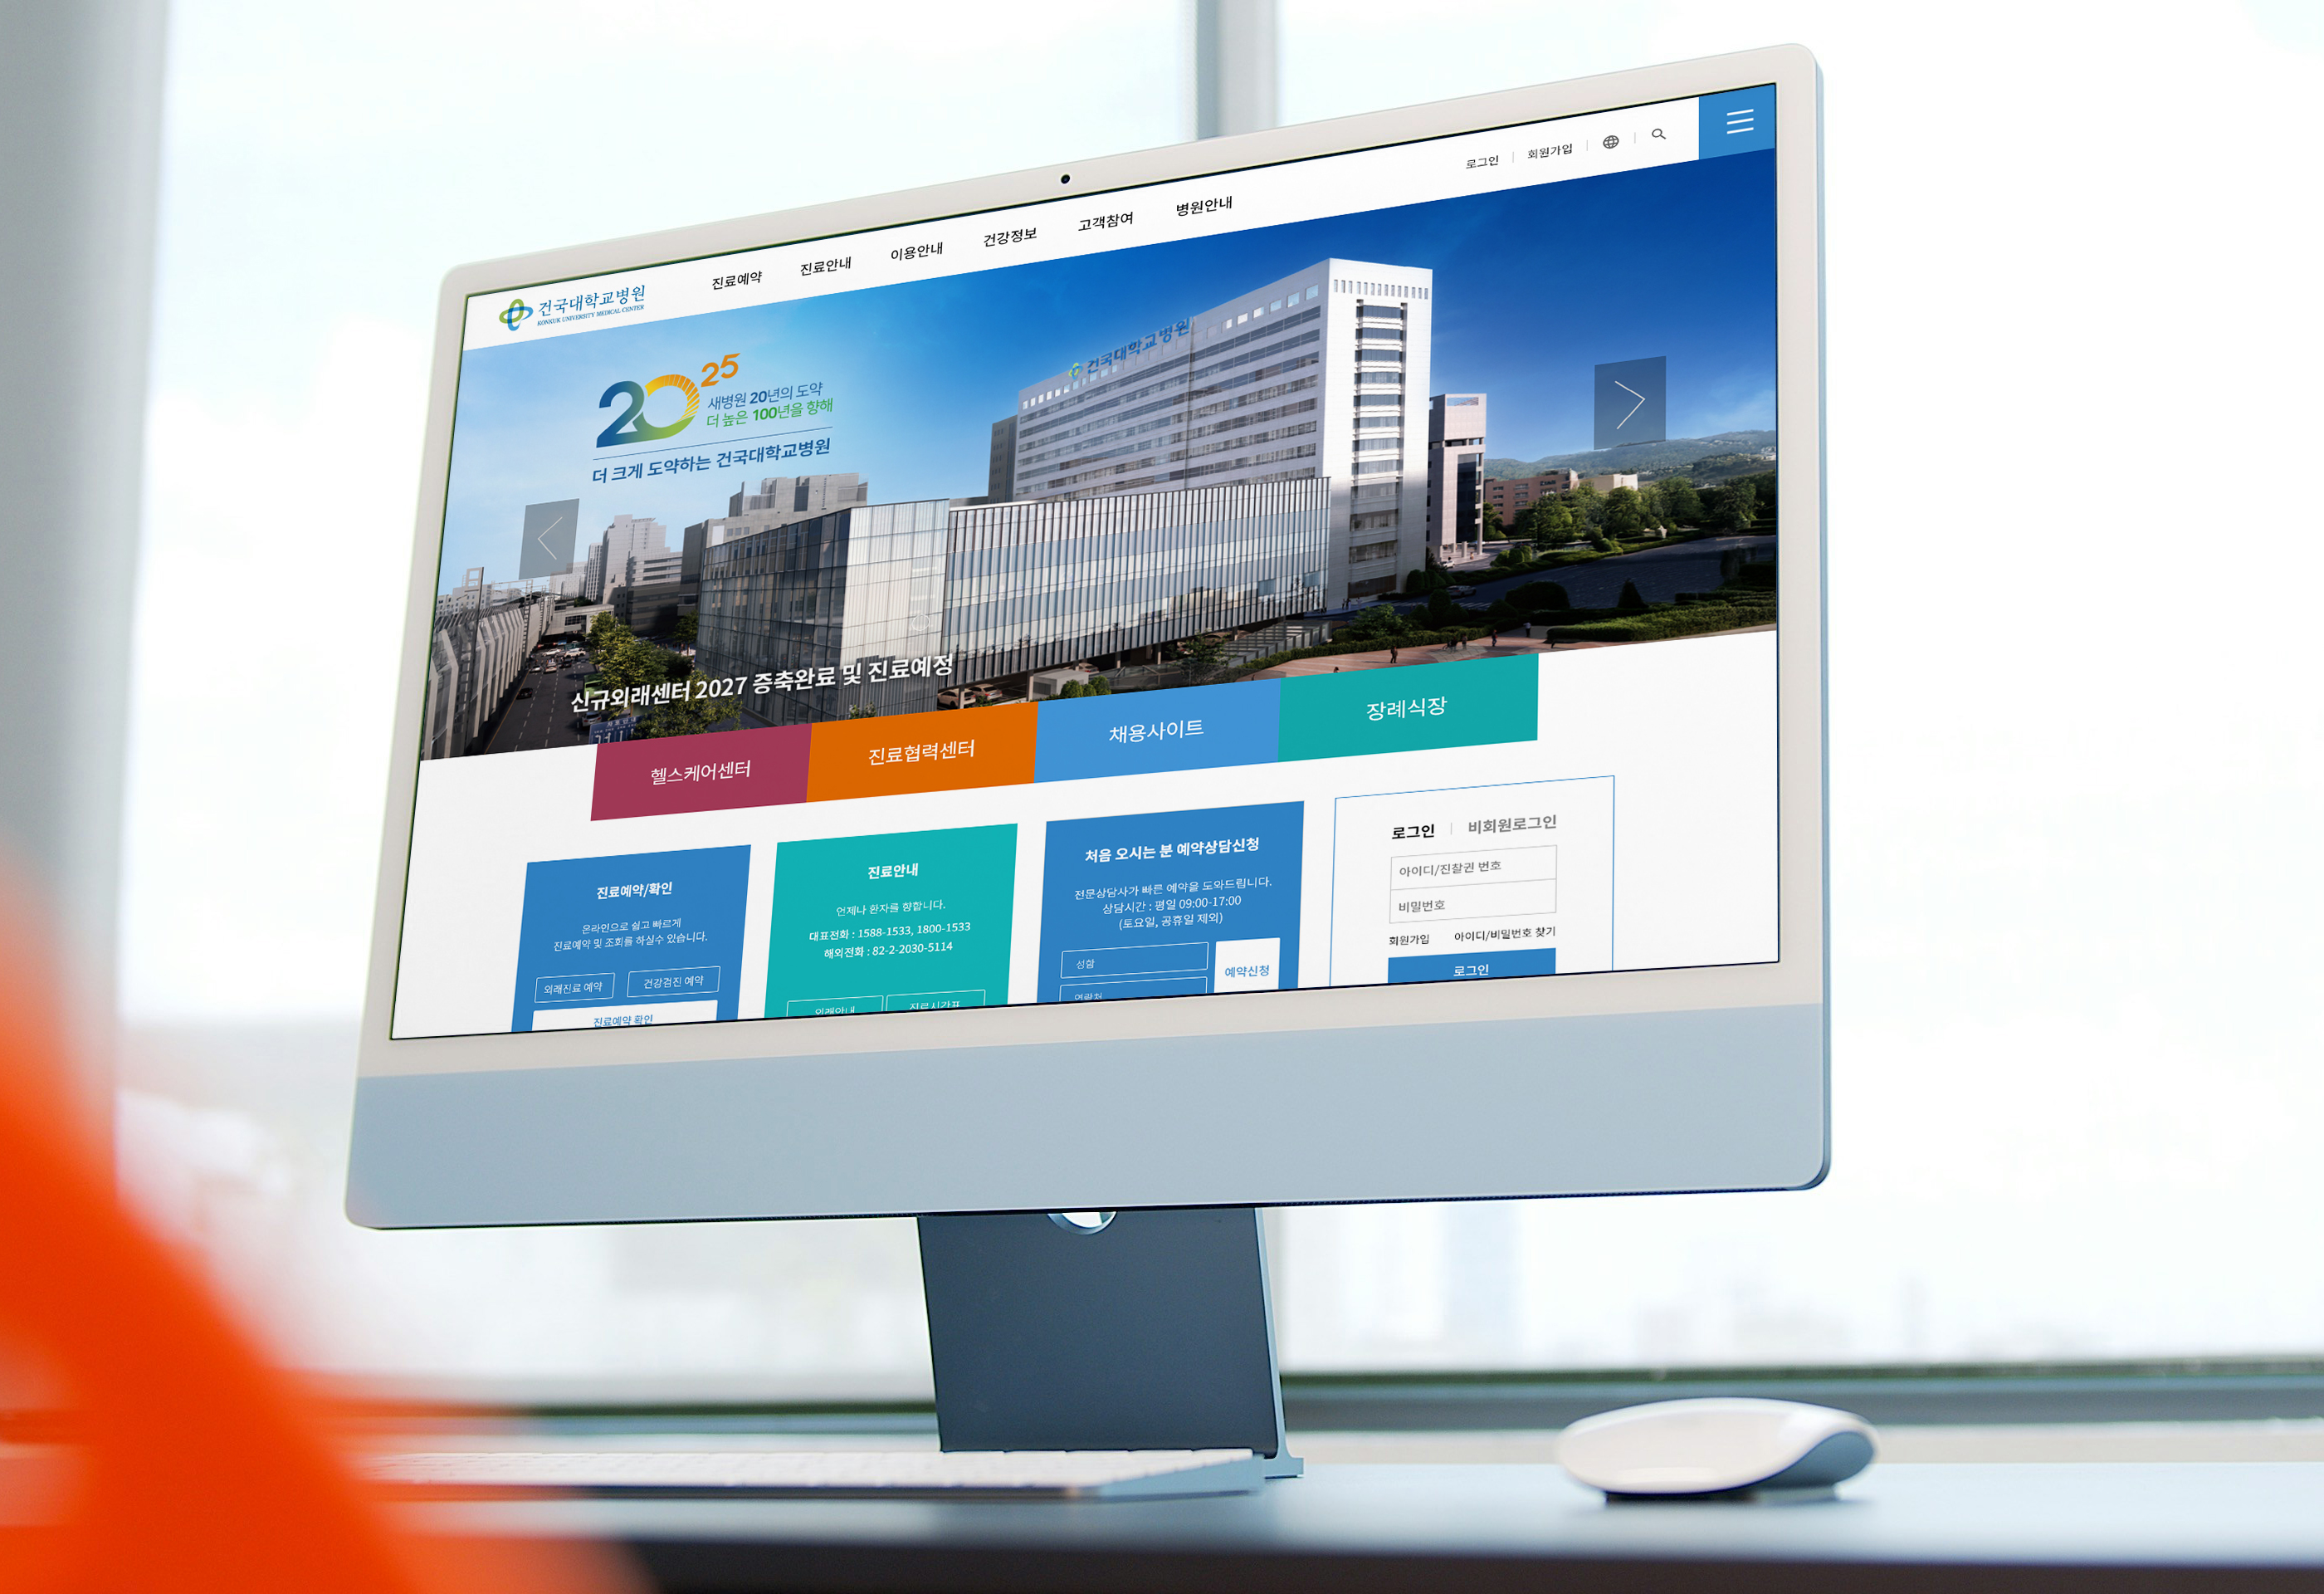 로그인
회원가입
진료예약
진료안내
이용안내
건강정보
고객참여
병원안내
건국대학교병원
KONKUK UNIVERSITY MEDICAL CENTER
2025
새병원 20년의 도약
더 높은 100년을 향해
더 크게 도약하는 건국대학교병원
건국대학교병원
신규외래센터 2027 증축완료 및 진료예정
헬스케어센터
진료협력센터
채용사이트
장례식장
진료예약/확인
온라인으로 쉽고 빠르게
진료예약 및 조회를 하실수 있습니다.
외래진료 예약
건강검진 예약
진료예약 확인
진료안내
언제나 환자를 향합니다.
대표전화 : 1588-1533, 1800-1533
해외전화 : 82-2-2030-5114
외래안내
진료시간표
처음 오시는 분 예약상담신청
전문상담사가 빠른 예약을 도와드립니다.
상담시간 : 평일 09:00-17:00
(토요일, 공휴일 제외)
성함
예약신청
연락처
로그인
비회원로그인
아이디/진찰권 번호
비밀번호
회원가입
아이디/비밀번호 찾기
로그인